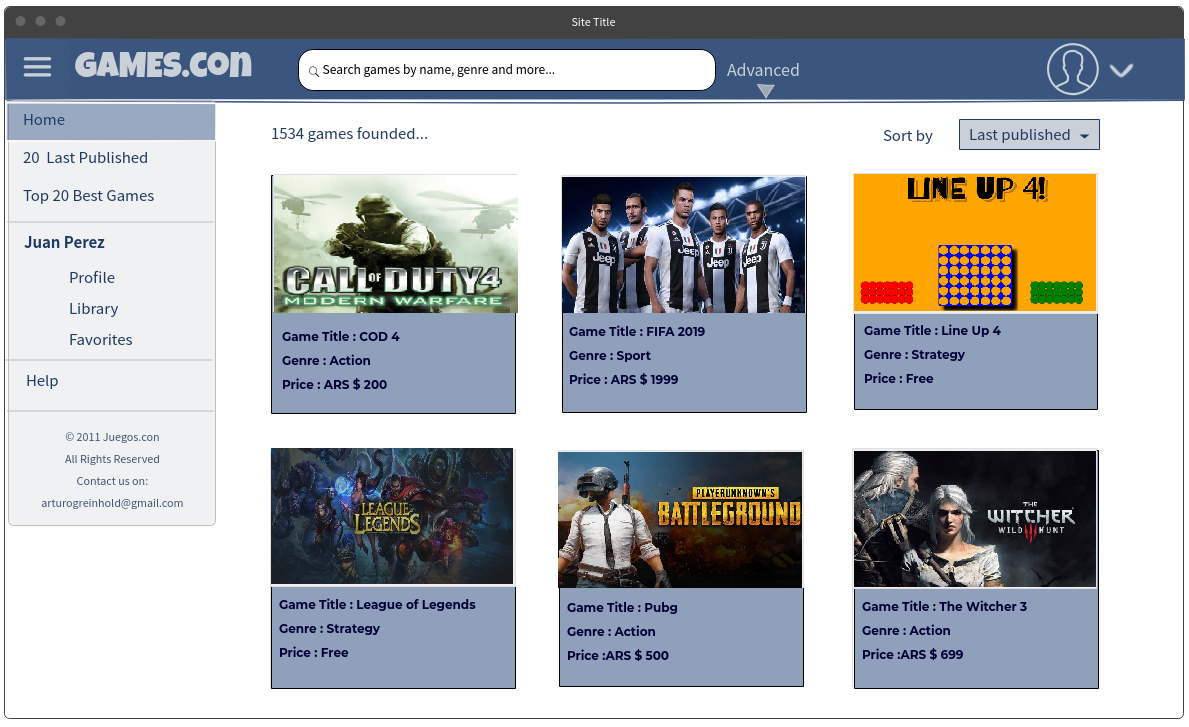 Site Title
GAMES.con
Search games by name, genre and more...
Advanced
Home
20 Last Published
Top 20 Best Games
Juan Perez
Profile
Library
Favorites
Help
© 2011 Juegos.con
All Rights Reserved
Contact us on:
arturogreinhold@gmail.com
1534 games founded...
Sort by
Last published
CALL OF DUTY 4
MODERN WARFARE
Game Title : COD 4
Genre : Action
Price : ARS $ 200
Jeep
Jeep
Jeep
Jeep
Game Title : FIFA 2019
Genre : Sport
Price : ARS $ 1999
LINE UP 4!
Game Title : Line Up 4
Genre : Strategy
Price : Free
LEAGUE OF
LEGENDS
Game Title : League of Legends
Genre : Strategy
Price : Free
PLAYERUNKNOWN'S
BATTLEGROUND
Game Title : Pubg
Genre : Action
Price :ARS $ 500
THE
WITCHER
WILD HUNT
Game Title : The Witcher 3
Genre : Action
Price :ARS $ 699